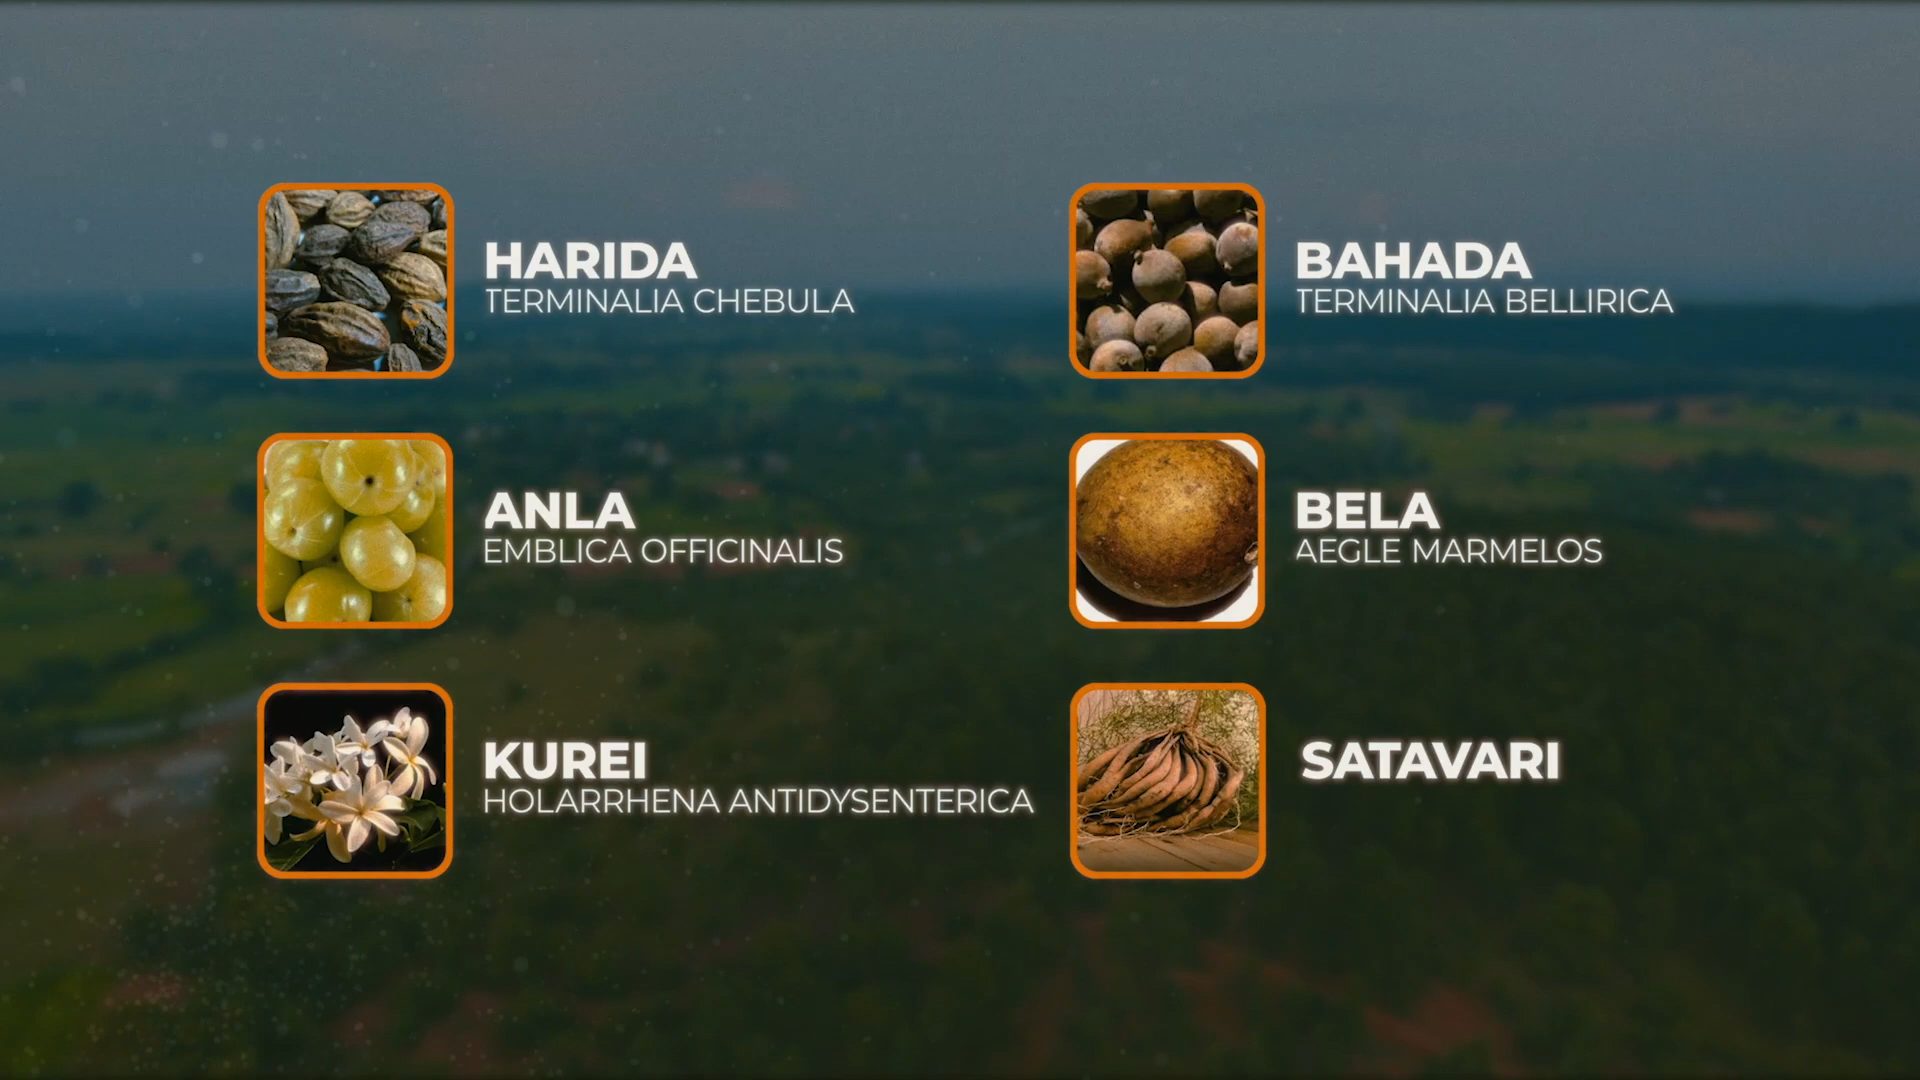 HARIDA
TERMINALIA CHEBULA
BAHADA
TERMINALIA BELLIRICA
ANLA
EMBLICA OFFICINALIS
BELA
AEGLE MARMELOS
KUREI
HOLARRHENA ANTIDYSENTERICA
SATAVARI